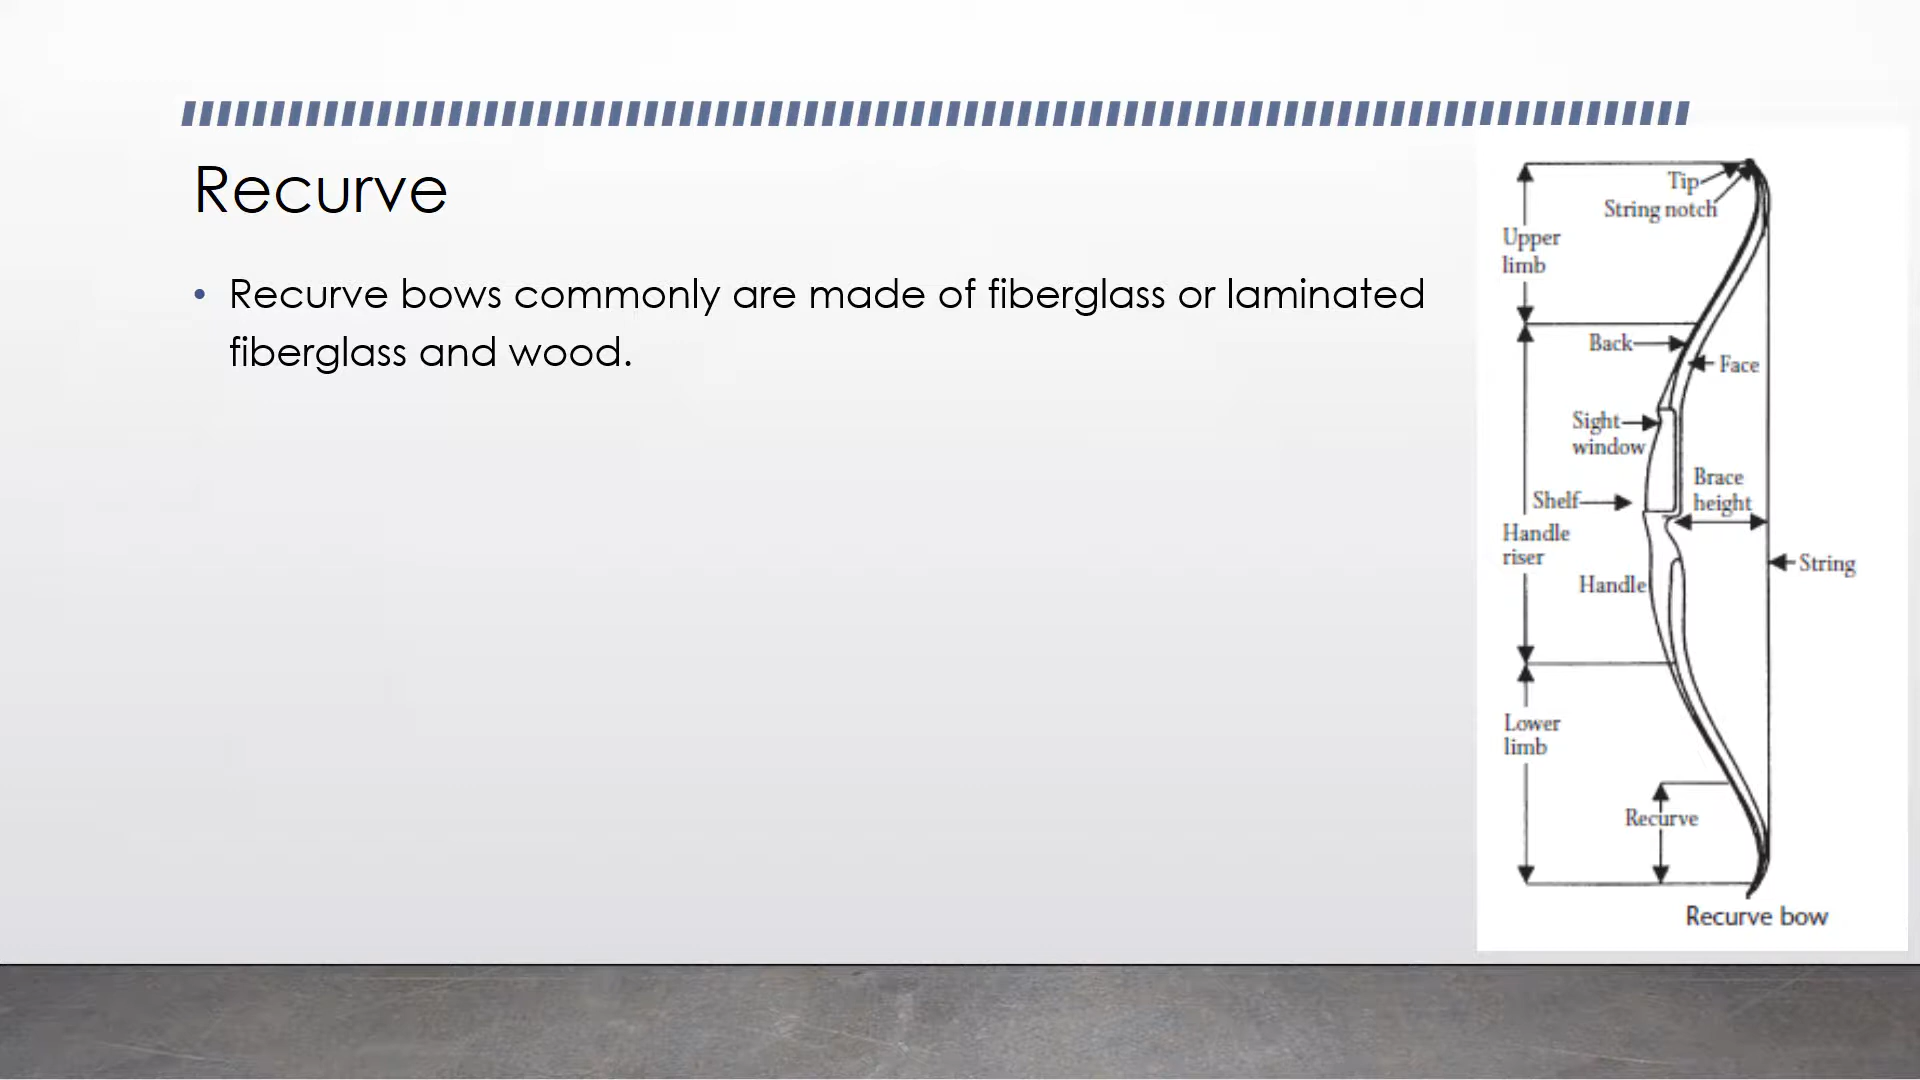 Recurve
• Recurve bows commonly are made of fiberglass or laminated
fiberglass and wood.
Tip
String notch
Upper
limb
Back
Face
Sight
window
Brace
height
Shelf
Handle
riser
String
Handle
Lower
limb
Recurve
Recurve bow